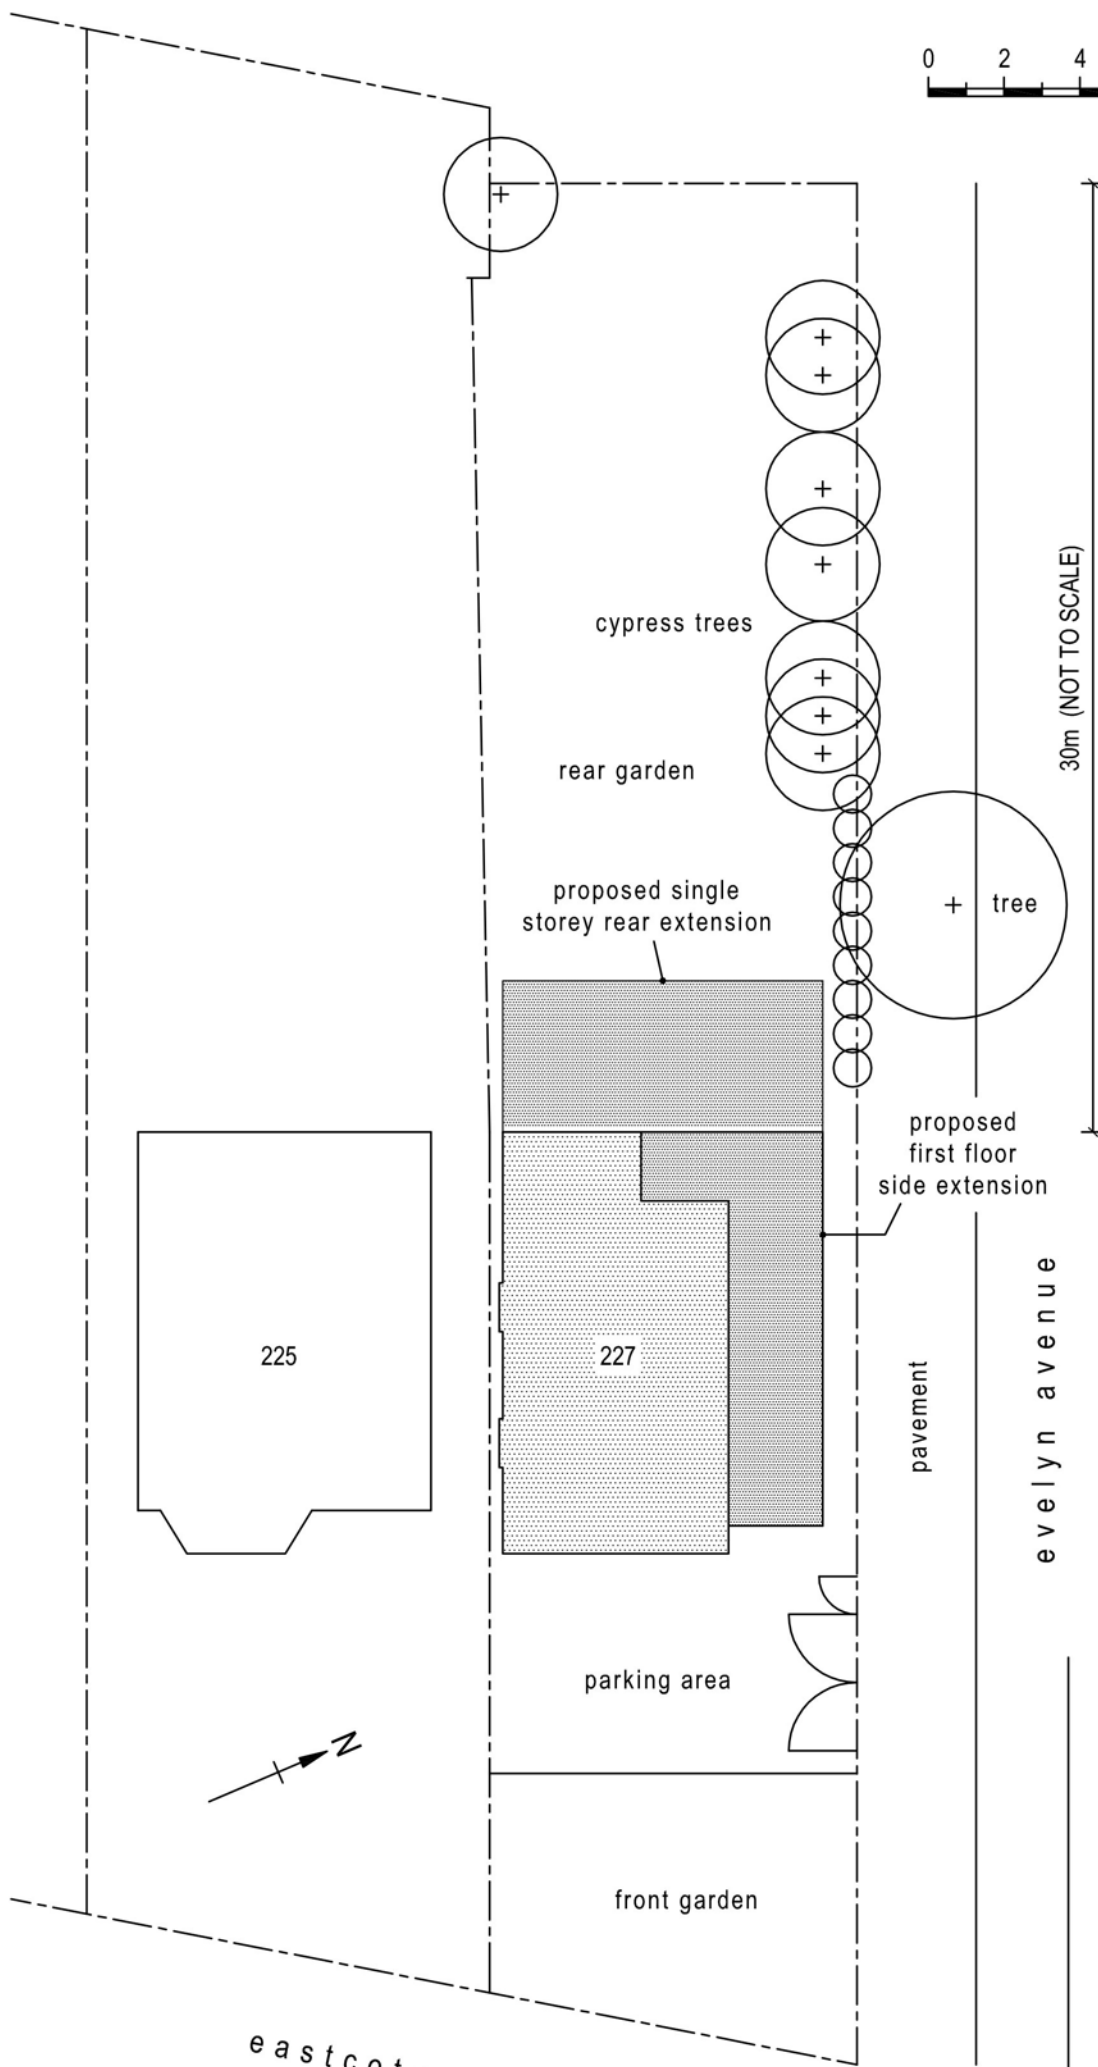 0 2 4
30m (NOT TO SCALE)
cypress trees
rear garden
tree
proposed single
storey rear extension
proposed
first floor
side extension
225
227
pavement
evelyn avenue
parking area
N
front garden
eastcot